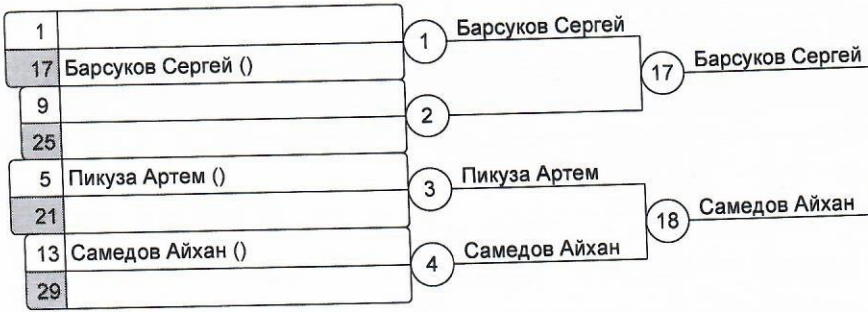 1
17 Барсуков Сергей ()
1 Барсуков Сергей
17 Барсуков Сергей
9
25
2
5 Пикуза Артем ()
21
3 Пикуза Артем
18 Самедов Айхан
13 Самедов Айхан ()
29
4 Самедов Айхан